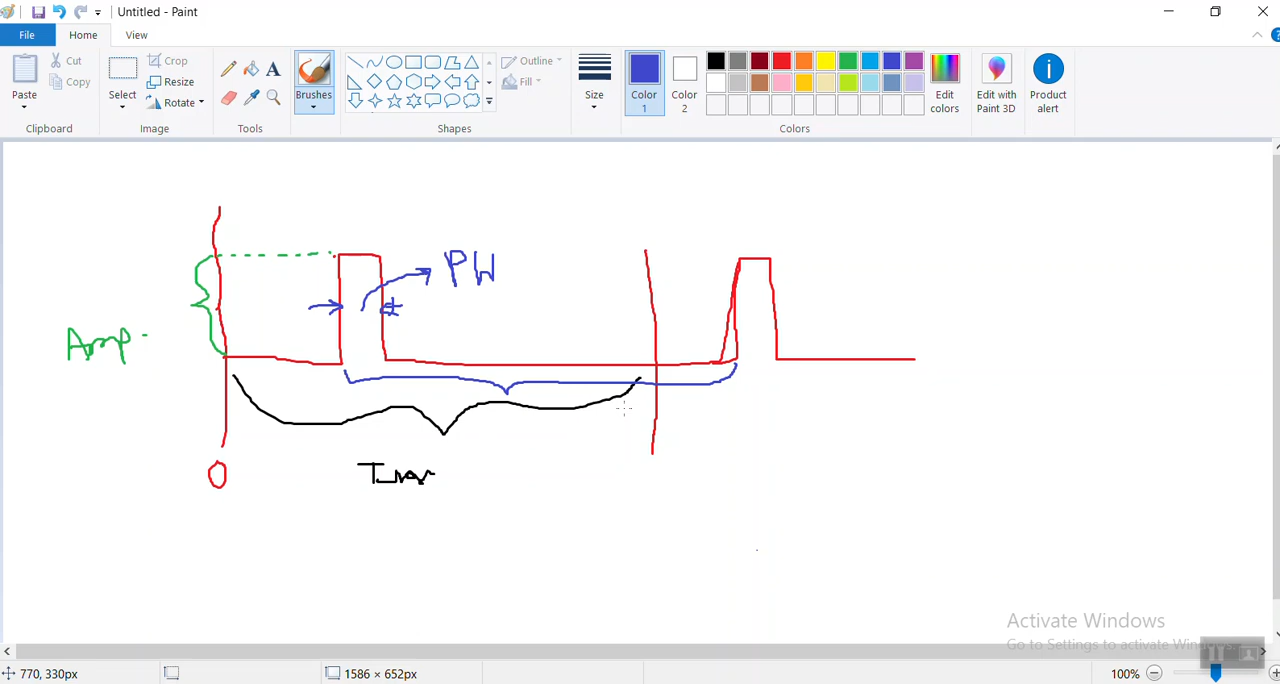 Untitled - Paint
File Home View
Paste Cut Copy Clipboard
Select Crop Resize Rotate Image
Tools
Brushes
Shapes Outline Fill
Size
Color 1
Color 2
Edit colors
Colors
Edit with Paint 3D
Product alert
PW
Amp
0
Activate Windows
Go to Settings to activate
770, 330px
1586 × 652px
100%